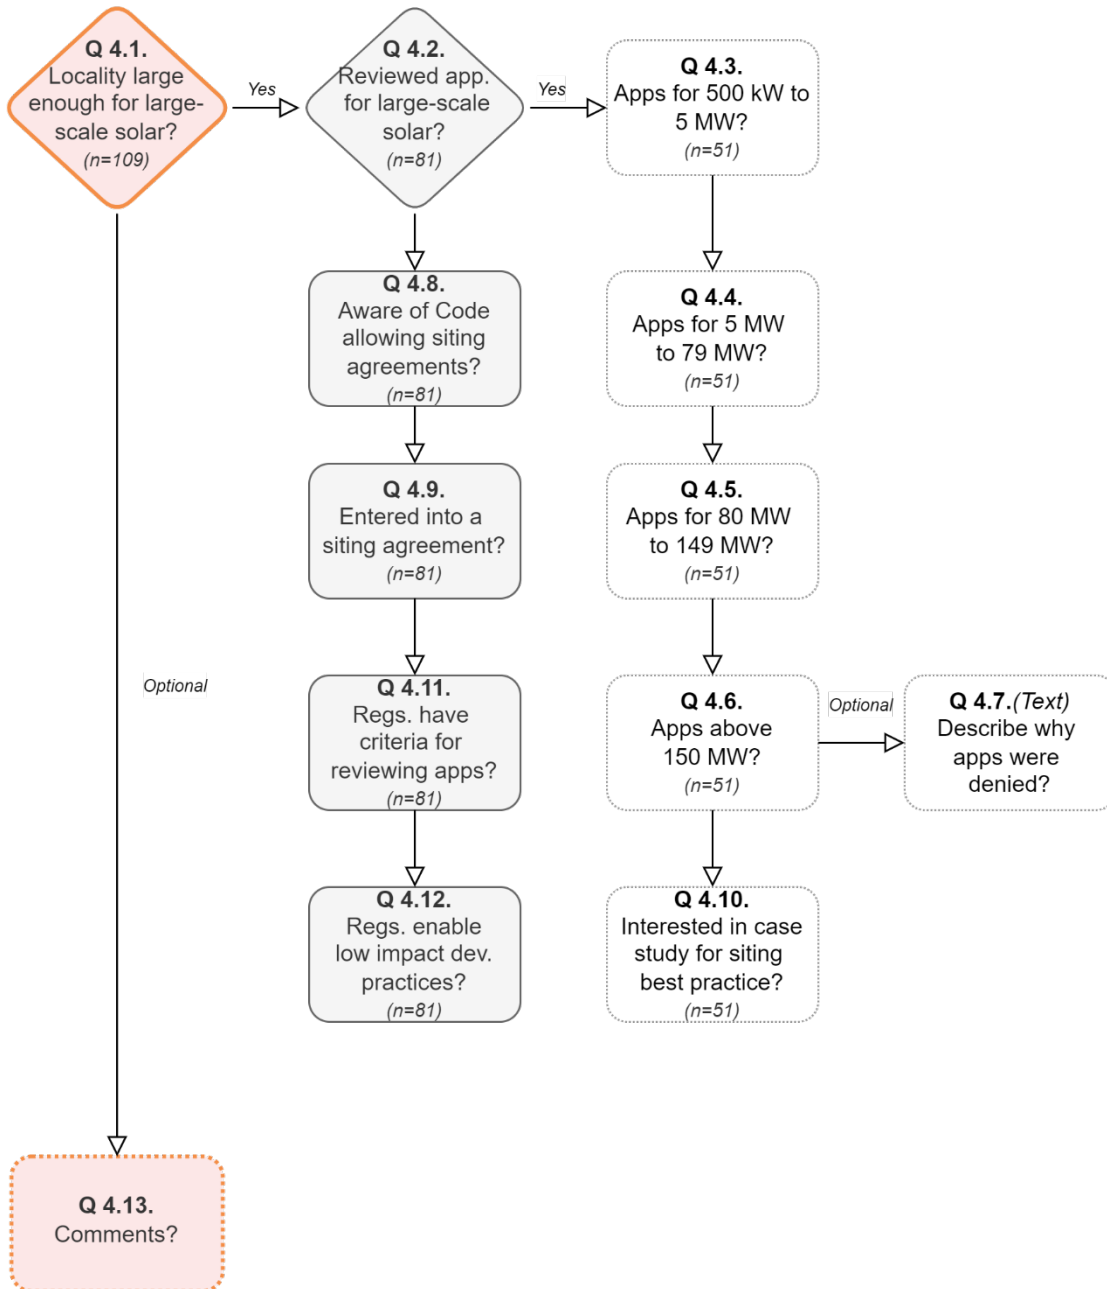 Q 4.1.
Locality large
enough for large-
scale solar?
(n=109)
Yes
Q 4.2.
Reviewed app.
for large-scale
solar?
(n=81)
Yes
Q 4.3.
Apps for 500 kW to
5 MW?
(n=51)
Q 4.8.
Aware of Code
allowing siting
agreements?
(n=81)
Q 4.4.
Apps for 5 MW
to 79 MW?
(n=51)
Q 4.9.
Entered into a
siting agreement?
(n=81)
Q 4.5.
Apps for 80 MW
to 149 MW?
(n=51)
Optional
Q 4.11.
Regs. have
criteria for
reviewing apps?
(n=81)
Q 4.6.
Apps above
150 MW?
(n=51)
Optional
Q 4.7.(Text)
Describe why
apps were
denied?
Q 4.12.
Regs. enable
low impact dev.
practices?
(n=81)
Q 4.10.
Interested in case
study for siting
best practice?
(n=51)
Q 4.13.
Comments?